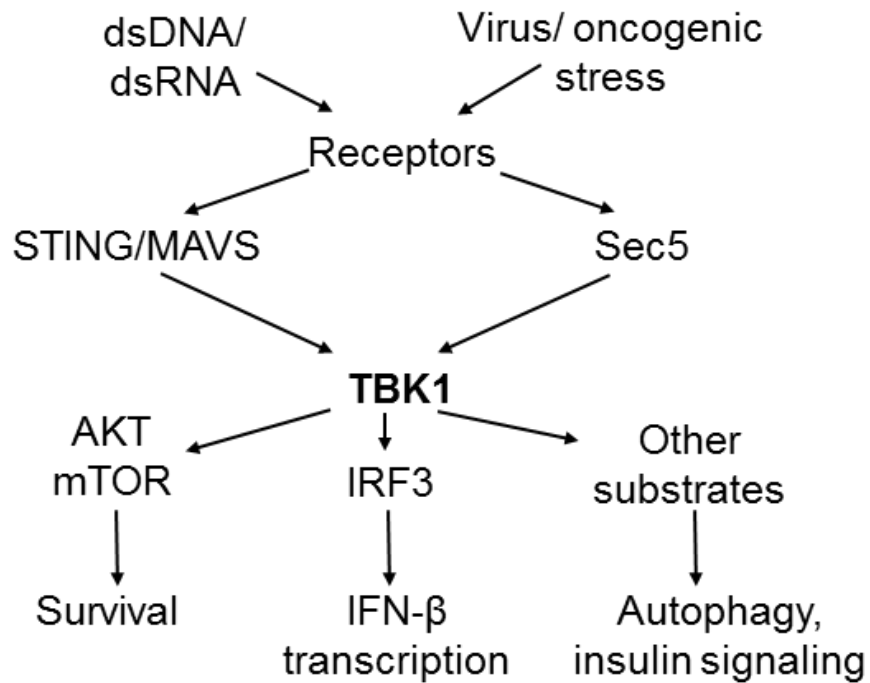 dsDNA/
dsRNA
Virus/ oncogenic
stress
Receptors
STING/MAVS
Sec5
TBK1
AKT
mTOR
IRF3
Other
substrates
Survival
IFN-β
transcription
Autophagy,
insulin signaling